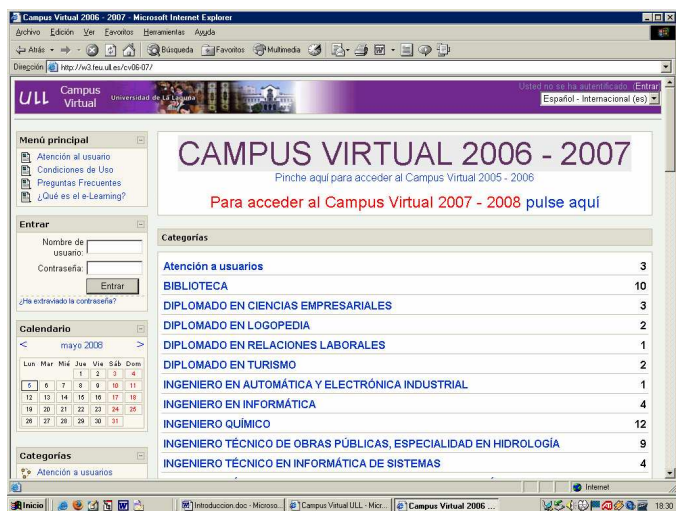 Campus Virtual 2006 - 2007 - Microsoft Internet Explorer
Archivo Edición Ver Favoritos Herramientas Ayuda
Atrás Búsqueda Favoritos Multimedia
Dirección http://w3.feu.ull.es/cv06-07/
ULL Campus Virtual Universidad de La Laguna
Usted no se ha autentificado. (Entrar
Español - Internacional (es)
Menú principal
Atención al usuario
Condiciones de Uso
Preguntas Frecuentes
¿Qué es el e-Learning?
Entrar
Nombre de
usuario:
Contraseña:
Entrar
¿Ha extraviado la contraseña?
Calendario
< mayo 2008 >
Lun Mar Mié Jue Vie Sáb Dom
1 2 3 4
5 6 7 8 9 10 11
12 13 14 15 16 17 18
19 20 21 22 23 24 25
26 27 28 29 30 31
Categorías
Atención a usuarios
CAMPUS VIRTUAL 2006 - 2007
Pinche aquí para acceder al Campus Virtual 2005 - 2006
Para acceder al Campus Virtual 2007 - 2008 pulse aquí
Categorías
Atención a usuarios 3
BIBLIOTECA 10
DIPLOMADO EN CIENCIAS EMPRESARIALES 3
DIPLOMADO EN LOGOPEDIA 2
DIPLOMADO EN RELACIONES LABORALES 1
DIPLOMADO EN TURISMO 2
INGENIERO EN AUTOMÁTICA Y ELECTRÓNICA INDUSTRIAL 1
INGENIERO EN INFORMÁTICA 4
INGENIERO QUÍMICO 12
INGENIERO TÉCNICO DE OBRAS PÚBLICAS, ESPECIALIDAD EN HIDROLOGÍA 9
INGENIERO TÉCNICO EN INFORMÁTICA DE SISTEMAS 4
Internet
Inicio Introduccion.doc - Microso... Campus Virtual ULL - Micr... Campus Virtual 2006 ... 18:30